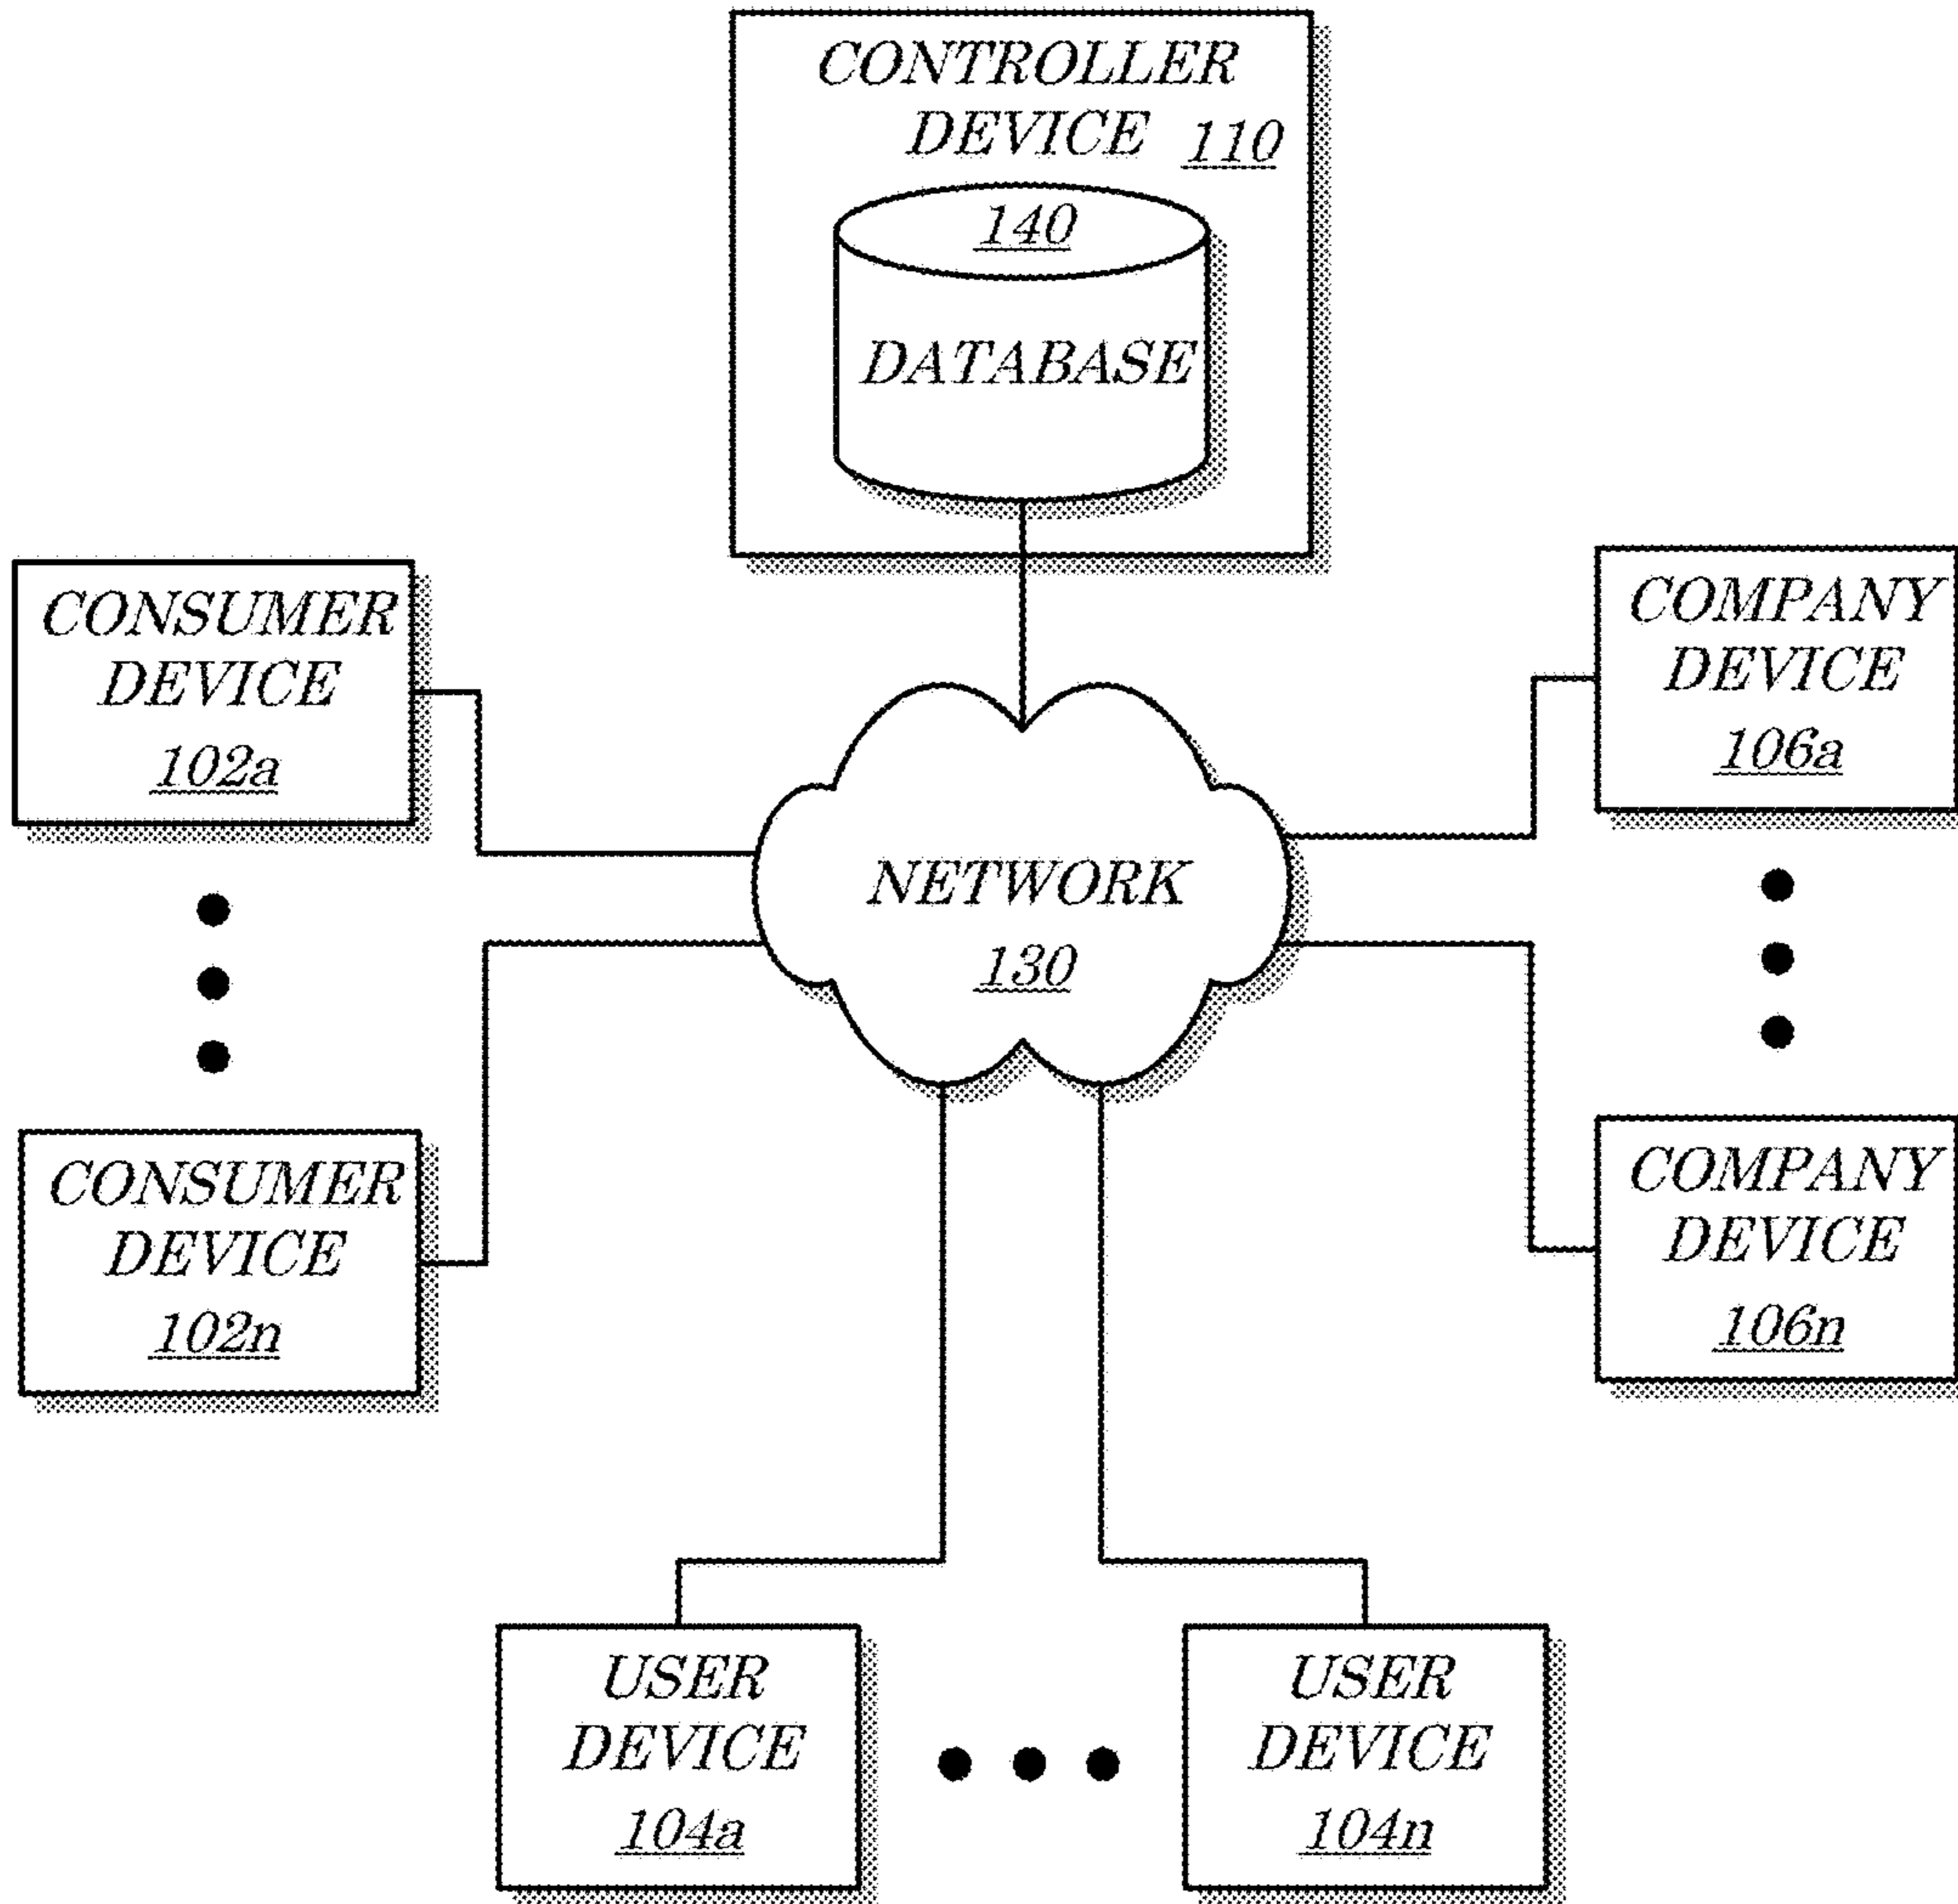 CONTROLLER
DEVICE 110
140
DATABASE
CONSUMER
DEVICE
102a
COMPANY
DEVICE
106a
NETWORK
130
CONSUMER
DEVICE
102n
COMPANY
DEVICE
106n
USER
DEVICE
104a
USER
DEVICE
104n